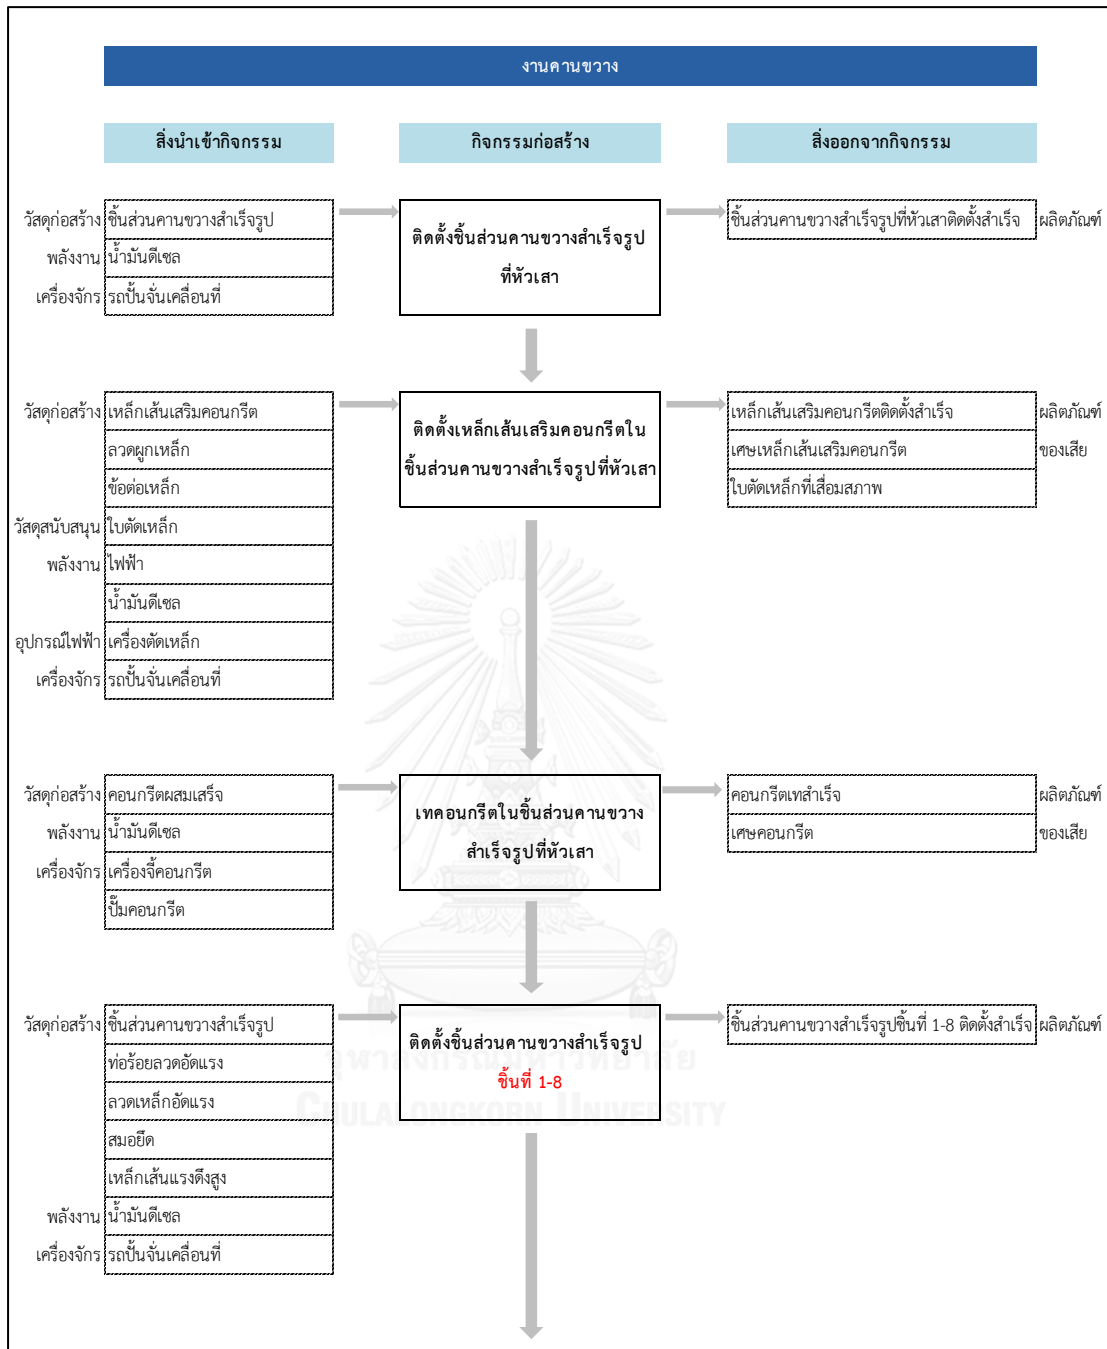 งานคานขวาง
สิ่งนำเข้ากิจกรรม กิจกรรมก่อสร้าง สิ่งออกจากกิจกรรม
วัสดุก่อสร้าง ชิ้นส่วนคานขวางสำเร็จรูป
พลังงาน น้ำมันดีเซล
เครื่องจักร รถปั้นจั่นเคลื่อนที่
ติดตั้งชิ้นส่วนคานขวางสำเร็จรูป
ที่หัวเสา
ชิ้นส่วนคานขวางสำเร็จรูปที่หัวเสาติดตั้งสำเร็จ ผลิตภัณฑ์
วัสดุก่อสร้าง เหล็กเส้นเสริมคอนกรีต
ลวดผูกเหล็ก
ข้อต่อเหล็ก
วัสดุสนับสนุน ใบตัดเหล็ก
พลังงาน ไฟฟ้า
น้ำมันดีเซล
อุปกรณ์ไฟฟ้า เครื่องตัดเหล็ก
เครื่องจักร รถปั้นจั่นเคลื่อนที่
ติดตั้งเหล็กเส้นเสริมคอนกรีตใน
ชิ้นส่วนคานขวางสำเร็จรูปที่หัวเสา
เหล็กเส้นเสริมคอนกรีตติดตั้งสำเร็จ ผลิตภัณฑ์
เศษเหล็กเส้นเสริมคอนกรีต ของเสีย
ใบตัดเหล็กที่เสื่อมสภาพ
วัสดุก่อสร้าง คอนกรีตผสมเสร็จ
พลังงาน น้ำมันดีเซล
เครื่องจักร เครื่องจี้คอนกรีต
ปั๊มคอนกรีต
เทคอนกรีตในชิ้นส่วนคานขวาง
สำเร็จรูปที่หัวเสา
คอนกรีตเทสำเร็จ ผลิตภัณฑ์
เศษคอนกรีต ของเสีย
วัสดุก่อสร้าง ชิ้นส่วนคานขวางสำเร็จรูป
ท่อร้อยลวดอัดแรง
ลวดเหล็กอัดแรง
สมอยึด
เหล็กเส้นแรงดึงสูง
พลังงาน น้ำมันดีเซล
เครื่องจักร รถปั้นจั่นเคลื่อนที่
ติดตั้งชิ้นส่วนคานขวางสำเร็จรูป
ชิ้นที่ 1-8
ชิ้นส่วนคานขวางสำเร็จรูปชิ้นที่ 1-8 ติดตั้งสำเร็จ ผลิตภัณฑ์
จุฬาลงกรณ์มหาวิทยาลัย
CHULALONGKORN UNIVERSITY